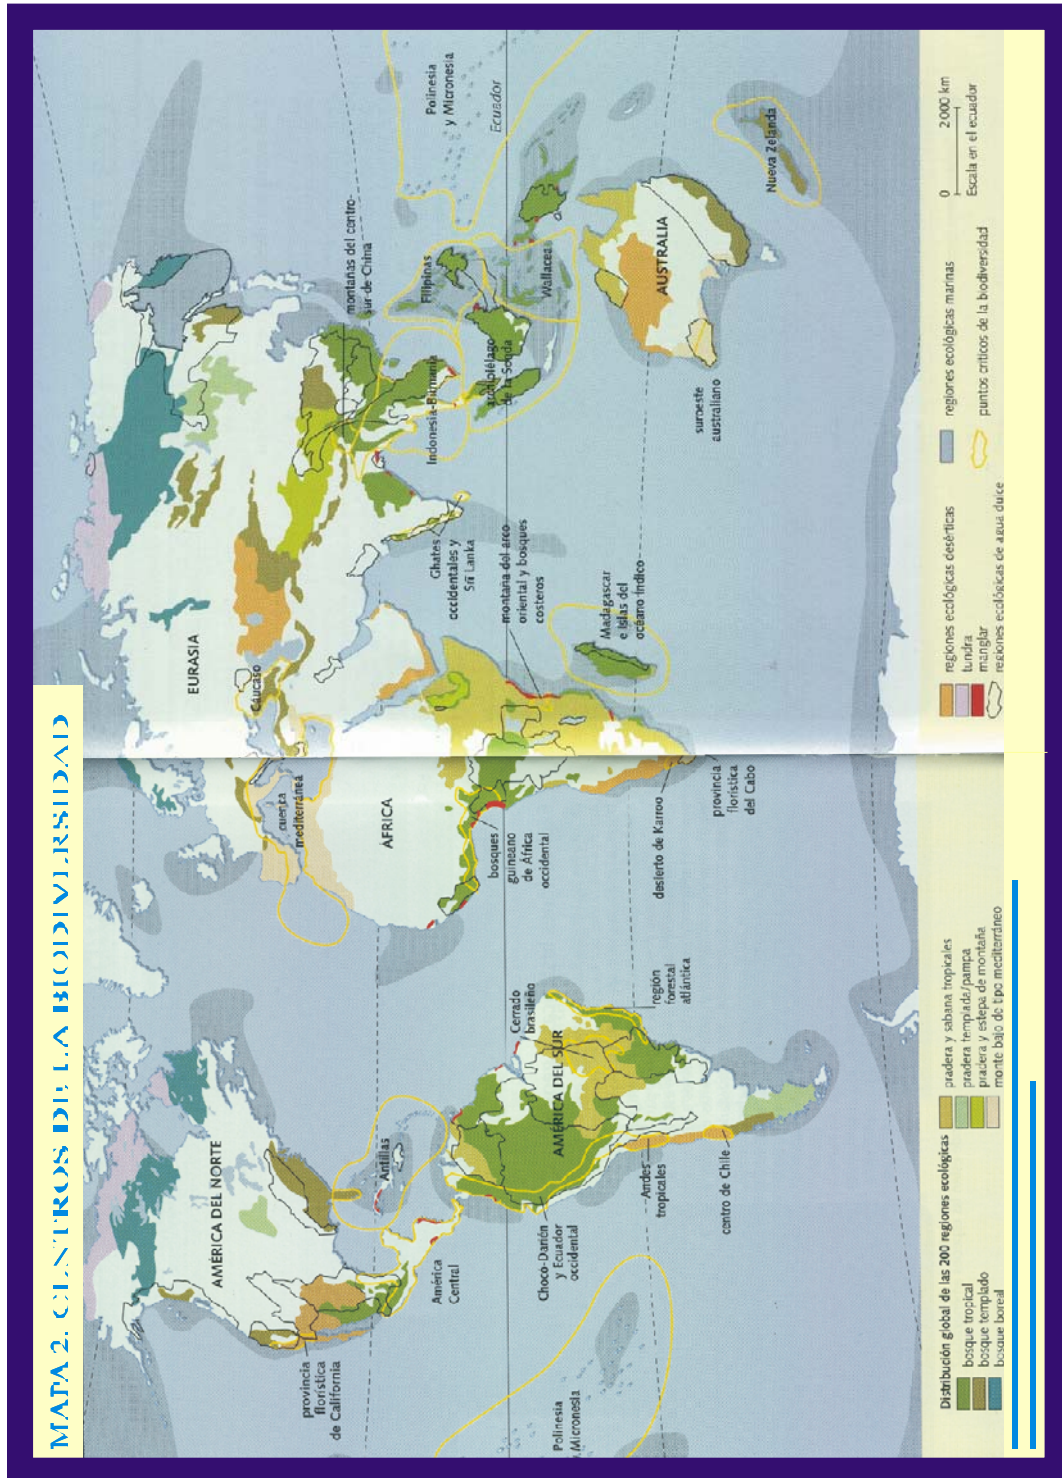 MAPA 2. CENTROS DE LA BIODIVERSIDAD
AMÉRICA DEL NORTE
provincia
florística
de California
América
Central
Antillas
Polinesia
y Micronesia
Chocó-Darién
y Ecuador
occidental
AMÉRICA DEL SUR
Cerrado
brasileño
región
forestal
atlántica
Andes
tropicales
centro de Chile
EURASIA
Cáucaso
cuenca
mediterránea
ÁFRICA
bosques
guineano
de África
occidental
desierto de Karroo
provincia
florística
del Cabo
montaña del arco
oriental y bosques
costeros
Madagascar
e islas del
océano Índico
Ghates
occidentales y
Sri Lanka
montañas del centro-
sur de China
Indonesia-Birmania
Filipinas
archipiélago
de la Sonda
Wallacea
Polinesia
y Micronesia
Ecuador
AUSTRALIA
suroeste
australiano
Nueva Zelanda
Distribución global de las 200 regiones ecológicas
bosque tropical
bosque templado
bosque boreal
pradera y sabana tropicales
pradera templada/pampa
pradera y estepa de montaña
monte bajo de tipo mediterráneo
regiones ecológicas desérticas
tundra
manglar
regiones ecológicas de agua dulce
regiones ecológicas marinas
puntos críticos de la biodiversidad
0 2000 km
Escala en el ecuador